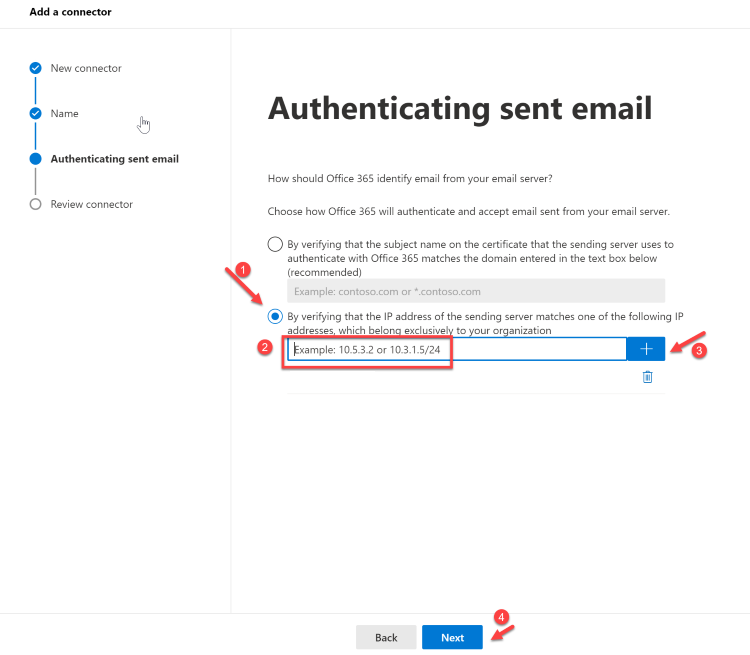 Add a connector
New connector
Name
Authenticating sent email
Review connector
Authenticating sent email
How should Office 365 identify email from your email server?
Choose how Office 365 will authenticate and accept email sent from your email server.
By verifying that the subject name on the certificate that the sending server uses to
authenticate with Office 365 matches the domain entered in the text box below
(recommended)
Example: contoso.com or *.contoso.com
1
By verifying that the IP address of the sending server matches one of the following IP
addresses, which belong exclusively to your organization
2
Example: 10.5.3.2 or 10.3.1.5/24
3
4
Back
Next